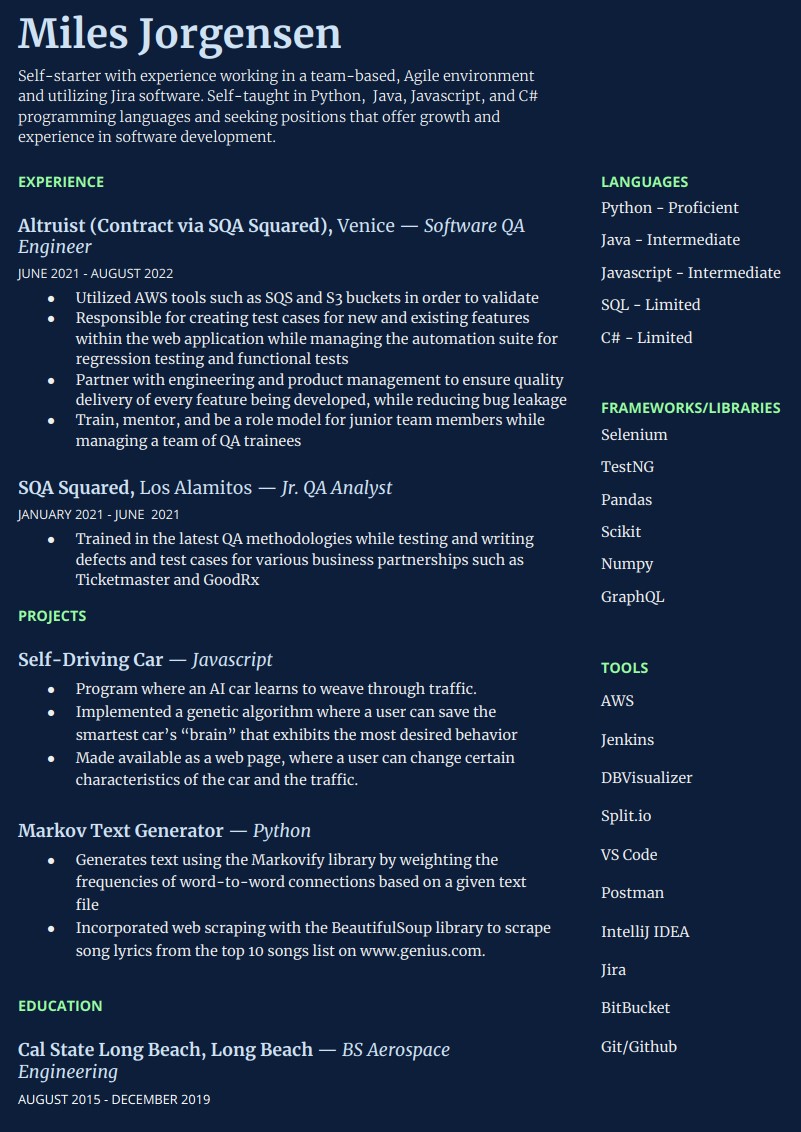 Miles Jorgensen
Self-starter with experience working in a team-based, Agile environment
and utilizing Jira software. Self-taught in Python,  Java, Javascript, and C#
programming languages and seeking positions that offer growth and
experience in software development.
EXPERIENCE
Altruist (Contract via SQA Squared), Venice — Software QA
Engineer
JUNE 2021 - AUGUST 2022
● Utilized AWS tools such as SQS and S3 buckets in order to validate
● Responsible for creating test cases for new and existing features
within the web application while managing the automation suite for
regression testing and functional tests
● Partner with engineering and product management to ensure quality
delivery of every feature being developed, while reducing bug leakage
● Train, mentor, and be a role model for junior team members while
managing a team of QA trainees
SQA Squared, Los Alamitos — Jr. QA Analyst
JANUARY 2021 - JUNE  2021
● Trained in the latest QA methodologies while testing and writing
defects and test cases for various business partnerships such as
Ticketmaster and GoodRx
PROJECTS
Self-Driving Car — Javascript
● Program where an AI car learns to weave through traffic.
● Implemented a genetic algorithm where a user can save the
smartest car’s “brain” that exhibits the most desired behavior
● Made available as a web page, where a user can change certain
characteristics of the car and the traffic.
Markov Text Generator — Python
● Generates text using the Markovify library by weighting the
frequencies of word-to-word connections based on a given text
file
● Incorporated web scraping with the BeautifulSoup library to scrape
song lyrics from the top 10 songs list on www.genius.com.
EDUCATION
Cal State Long Beach, Long Beach — BS Aerospace
Engineering
AUGUST 2015 - DECEMBER 2019
LANGUAGES
Python - Proficient
Java - Intermediate
Javascript - Intermediate
SQL - Limited
C# - Limited
FRAMEWORKS/LIBRARIES
Selenium
TestNG
Pandas
Scikit
Numpy
GraphQL
TOOLS
AWS
Jenkins
DBVisualizer
Split.io
VS Code
Postman
IntelliJ IDEA
Jira
BitBucket
Git/Github